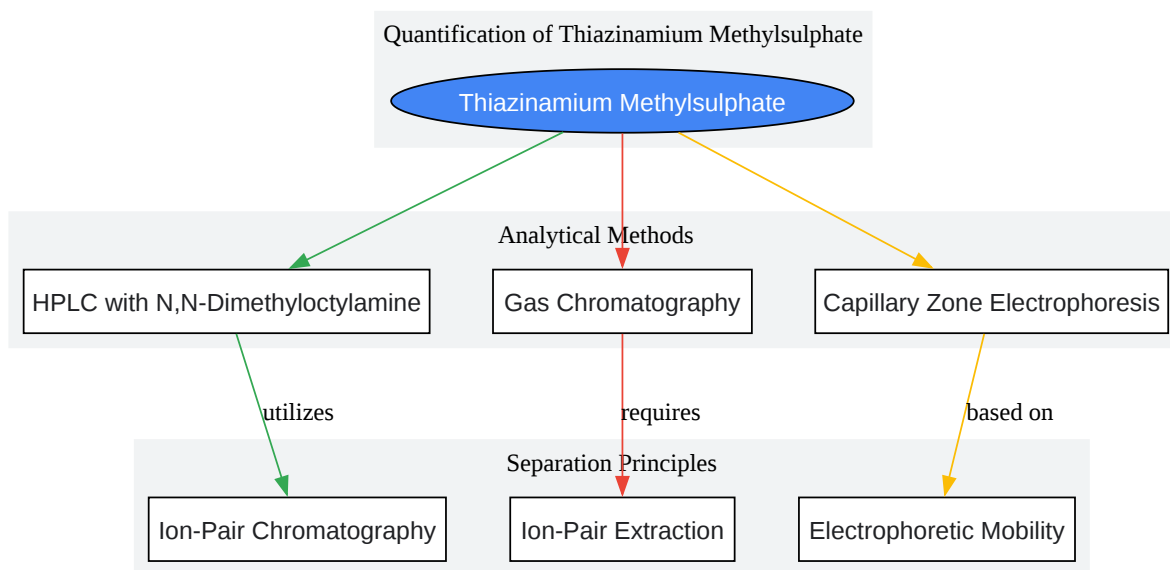 Quantification of Thiazinamium Methylsulphate
Thiazinamium Methylsulphate
Analytical Methods
HPLC with N,N-Dimethyloctylamine
Gas Chromatography
Capillary Zone Electrophoresis
utilizes
requires
based on
Separation Principles
Ion-Pair Chromatography
Ion-Pair Extraction
Electrophoretic Mobility